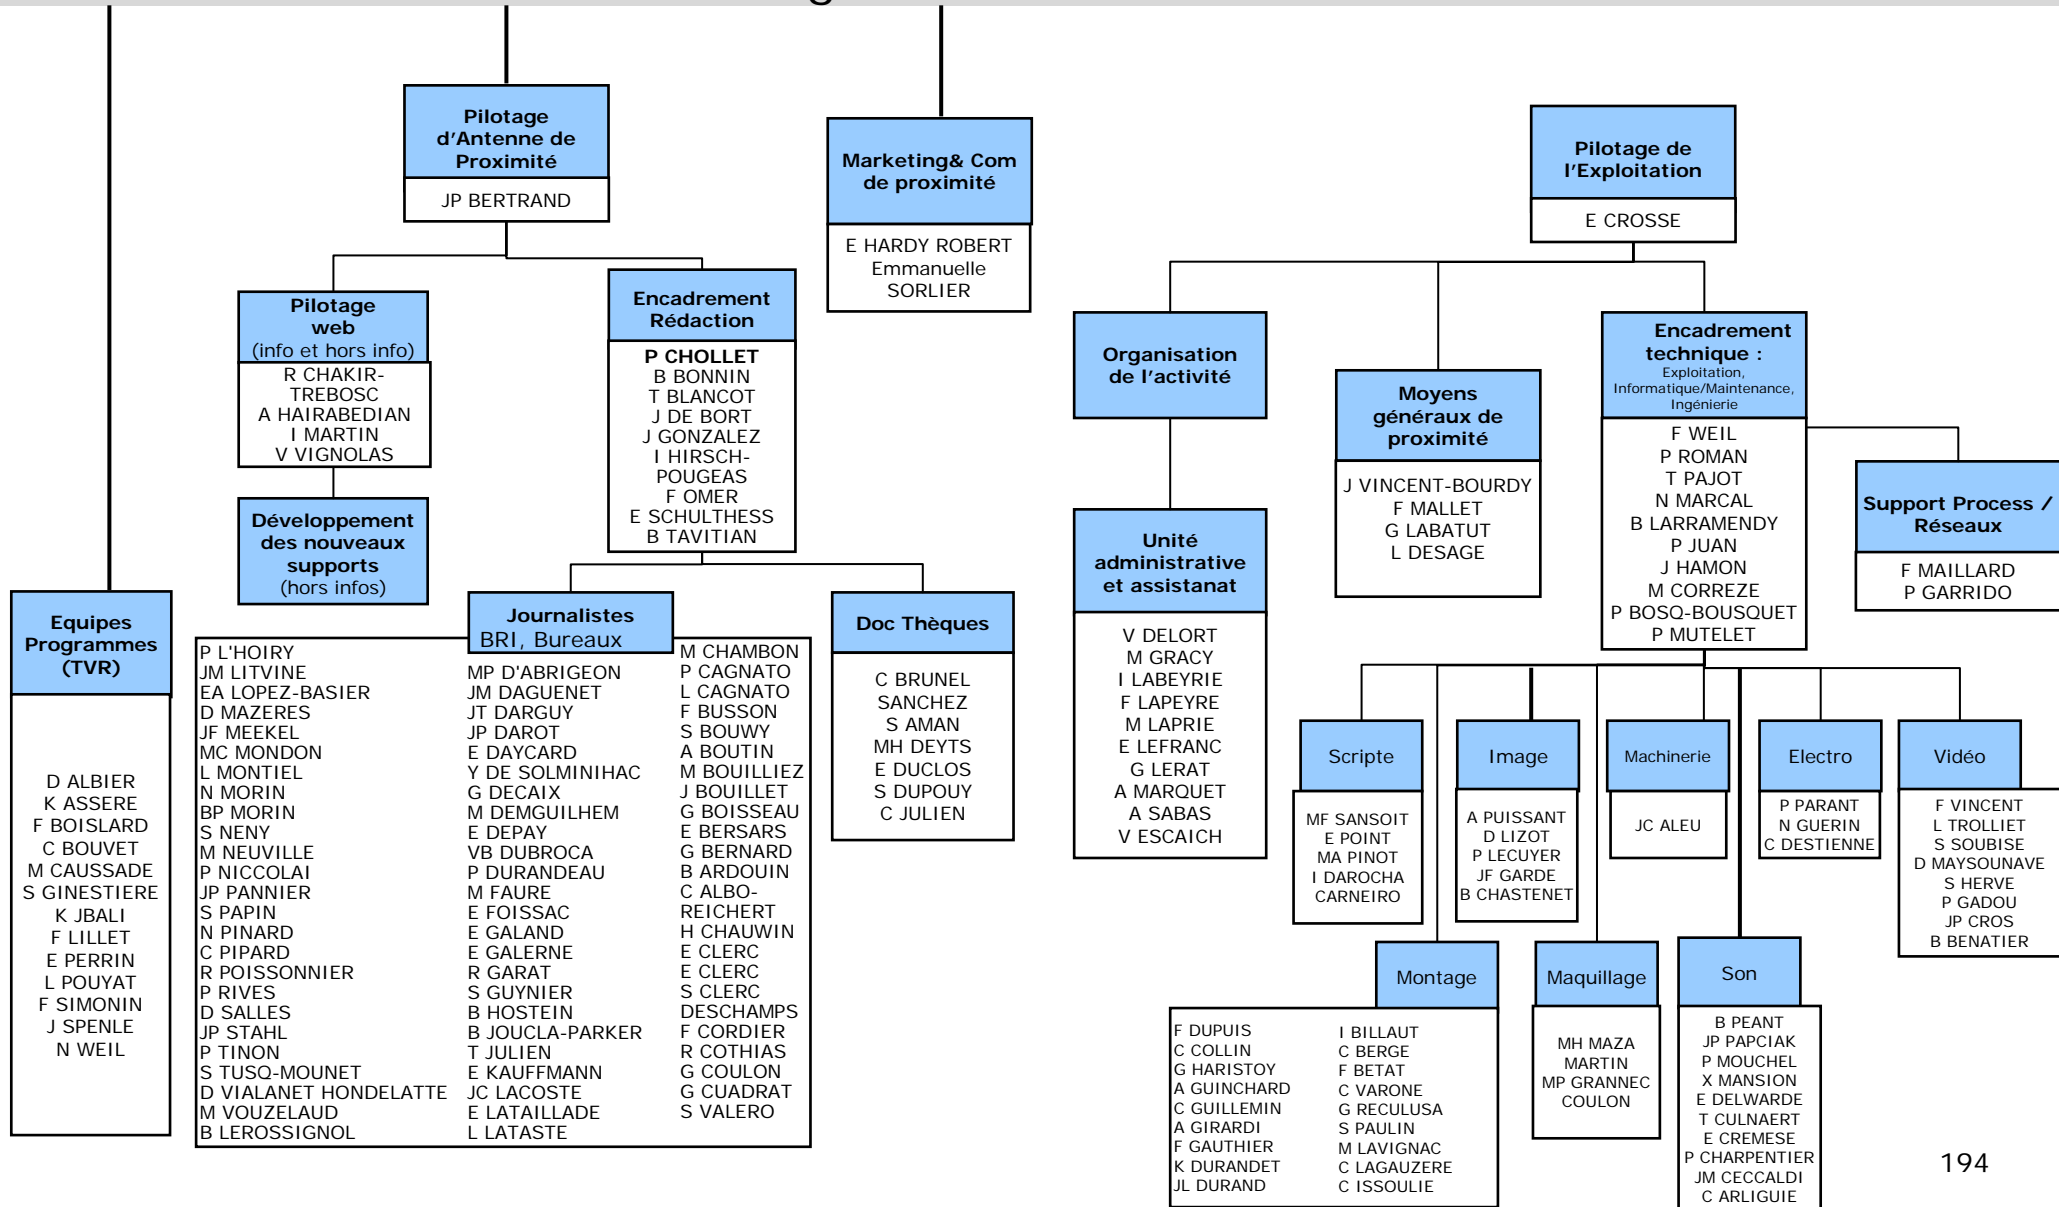 Pilotage
d'Antenne de
Proximité
JP BERTRAND
Marketing& Com
de proximité
E HARDY ROBERT
Emmanuelle
SORLIER
Pilotage de
l'Exploitation
E CROSSE
Pilotage
web
(info et hors info)
R CHAKIR-
TREBOSC
A HAIRABEDIAN
I MARTIN
V VIGNOLAS
Développement
des nouveaux
supports
(hors infos)
Encadrement
Rédaction
P CHOLLET
B BONNIN
T BLANCOT
J DE BORT
J GONZALEZ
I HIRSCH-
POUGEAS
F OMER
E SCHULTHESS
B TAVITIAN
Organisation
de l'activité
Unité
administrative
et assistanat
V DELORT
M GRACY
I LABEYRIE
F LAPEYRE
M LAPRIE
E LEFRANC
G LERAT
A MARQUET
A SABAS
V ESCAICH
Moyens
généraux de
proximité
J VINCENT-BOURDY
F MALLET
G LABATUT
L DESAGE
Encadrement
technique :
Exploitation,
Informatique/Maintenance,
Ingénierie
F WEIL
P ROMAN
T PAJOT
N MARCAL
B LARRAMENDY
P JUAN
J HAMON
M CORREZE
P BOSQ-BOUSQUET
P MUTELET
Support Process /
Réseaux
F MAILLARD
P GARRIDO
Equipes
Programmes
(TVR)
D ALBIER
K ASSERE
F BOISLARD
C BOUVET
M CAUSSADE
S GINESTIERE
K JBALI
F LILLET
E PERRIN
L POUYAT
F SIMONIN
J SPENLE
N WEIL
Journalistes
BRI, Bureaux
P L'HOIRY
JM LITVINE
EA LOPEZ-BASIER
D MAZERES
JF MEEKEL
MC MONDON
L MONTIEL
N MORIN
BP MORIN
S NENY
M NEUVILLE
P NICCOLAI
JP PANNIER
S PAPIN
N PINARD
C PIPARD
R POISSONNIER
P RIVES
D SALLES
JP STAHL
P TINON
S TUSQ-MOUNET
D VIALANET HONDELATTE
M VOUZELAUD
B LEROSSIGNOL
MP D'ABRIGEON
JM DAGUENET
JT DARGUY
JP DAROT
E DAYCARD
Y DE SOLMINIHAC
G DECAIX
M DEMGUILHEM
E DEPAY
VB DUBROCA
P DURANDEAU
M FAURE
E FOISSAC
E GALAND
E GALERNE
R GARAT
S GUYNIER
B HOSTEIN
B JOUCLA-PARKER
T JULIEN
E KAUFFMANN
JC LACOSTE
E LATAILLADE
L LATASTE
M CHAMBON
P CAGNATO
L CAGNATO
F BUSSON
S BOUWY
A BOUTIN
M BOUILLIEZ
J BOUILLET
G BOISSEAU
E BERSARS
G BERNARD
B ARDOUIN
C ALBO-
REICHERT
H CHAUWIN
E CLERC
E CLERC
S CLERC
DESCHAMPS
F CORDIER
R COTHIAS
G COULON
G CUADRAT
S VALERO
Doc Thèques
C BRUNEL
SANCHEZ
S AMAN
MH DEYTS
E DUCLOS
S DUPOUY
C JULIEN
Scripte
MF SANSOIT
E POINT
MA PINOT
I DAROCHA
CARNEIRO
Image
A PUISSANT
D LIZOT
P LECUYER
JF GARDE
B CHASTENET
Machinerie
JC ALEU
Electro
P PARANT
N GUERIN
C DESTIENNE
Vidéo
F VINCENT
L TROLLIET
S SOUBISE
D MAYSOUNAVE
S HERVE
P GADOU
JP CROS
B BENATIER
Montage
F DUPUIS
C COLLIN
G HARISTOY
A GUINCHARD
C GUILLEMIN
A GIRARDI
F GAUTHIER
K DURANDET
JL DURAND
I BILLAUT
C BERGE
F BETAT
C VARONE
G RECULUSA
S PAULIN
M LAVIGNAC
C LAGAUZERE
C ISSOULIE
Maquillage
MH MAZA
MARTIN
MP GRANNEC
COULON
Son
B PEANT
JP PAPCIAK
P MOUCHEL
X MANSION
E DELWARDE
T CULNAERT
E CREMESE
P CHARPENTIER
JM CECCALDI
C ARLIGUIE
194